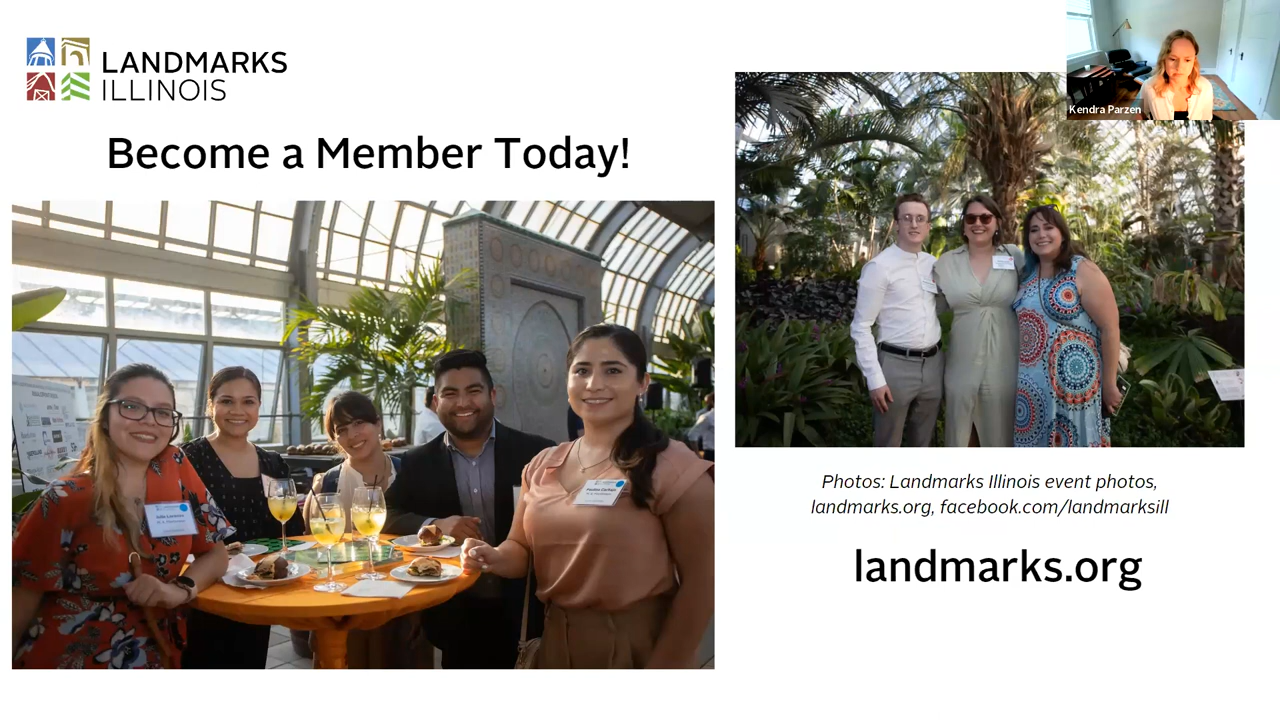 LANDMARKS
ILLINOIS
Become a Member Today!
Kendra Parzen
Photos: Landmarks Illinois event photos,
landmarks.org, facebook.com/landmarksill
landmarks.org